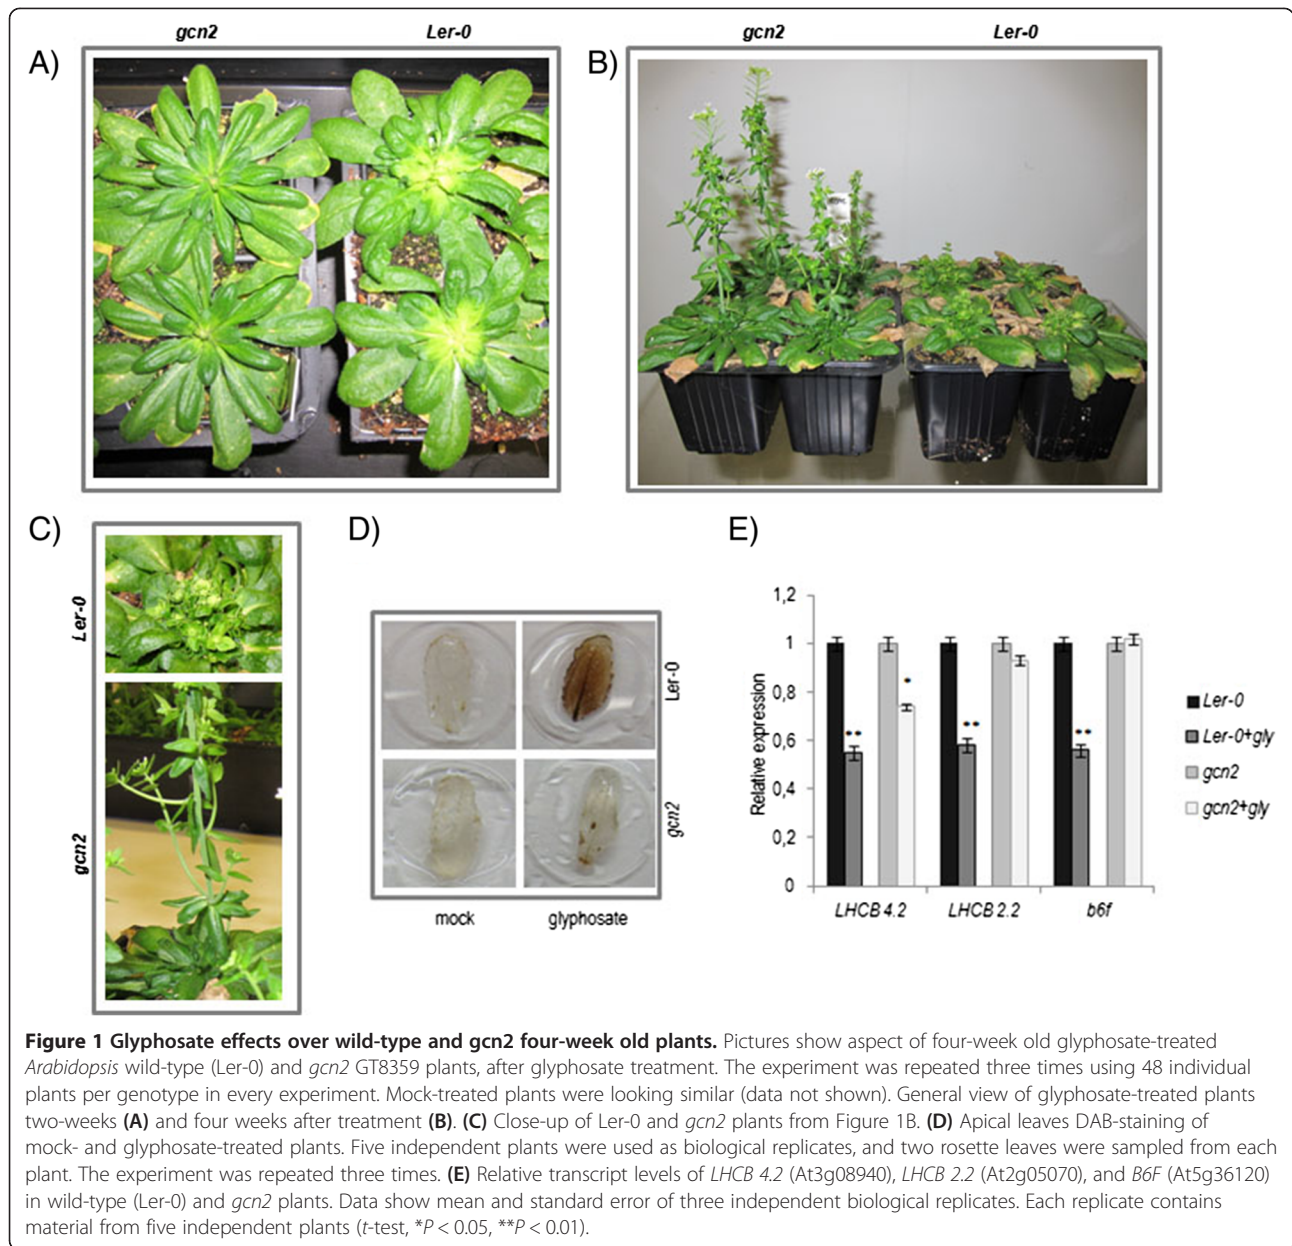 gcn2 Ler-0 gcn2 Ler-0
A) B)
C) D) E)
Ler-0
gcn2
Ler-0
gcn2
mock glyphosate
1,2
1
0,8
0,6
0,4
0,2
0
Relative expression
** * ** **
LHCB 4.2 LHCB 2.2 b6f
Ler-0
Ler-0+gly
gcn2
gcn2+gly
Figure 1 Glyphosate effects over wild-type and gcn2 four-week old plants. Pictures show aspect of four-week old glyphosate-treated
Arabidopsis wild-type (Ler-0) and gcn2 GT8359 plants, after glyphosate treatment. The experiment was repeated three times using 48 individual
plants per genotype in every experiment. Mock-treated plants were looking similar (data not shown). General view of glyphosate-treated plants
two-weeks (A) and four weeks after treatment (B). (C) Close-up of Ler-0 and gcn2 plants from Figure 1B. (D) Apical leaves DAB-staining of
mock- and glyphosate-treated plants. Five independent plants were used as biological replicates, and two rosette leaves were sampled from each
plant. The experiment was repeated three times. (E) Relative transcript levels of LHCB 4.2 (At3g08940), LHCB 2.2 (At2g05070), and B6F (At5g36120)
in wild-type (Ler-0) and gcn2 plants. Data show mean and standard error of three independent biological replicates. Each replicate contains
material from five independent plants (t-test, *P < 0.05, **P < 0.01).